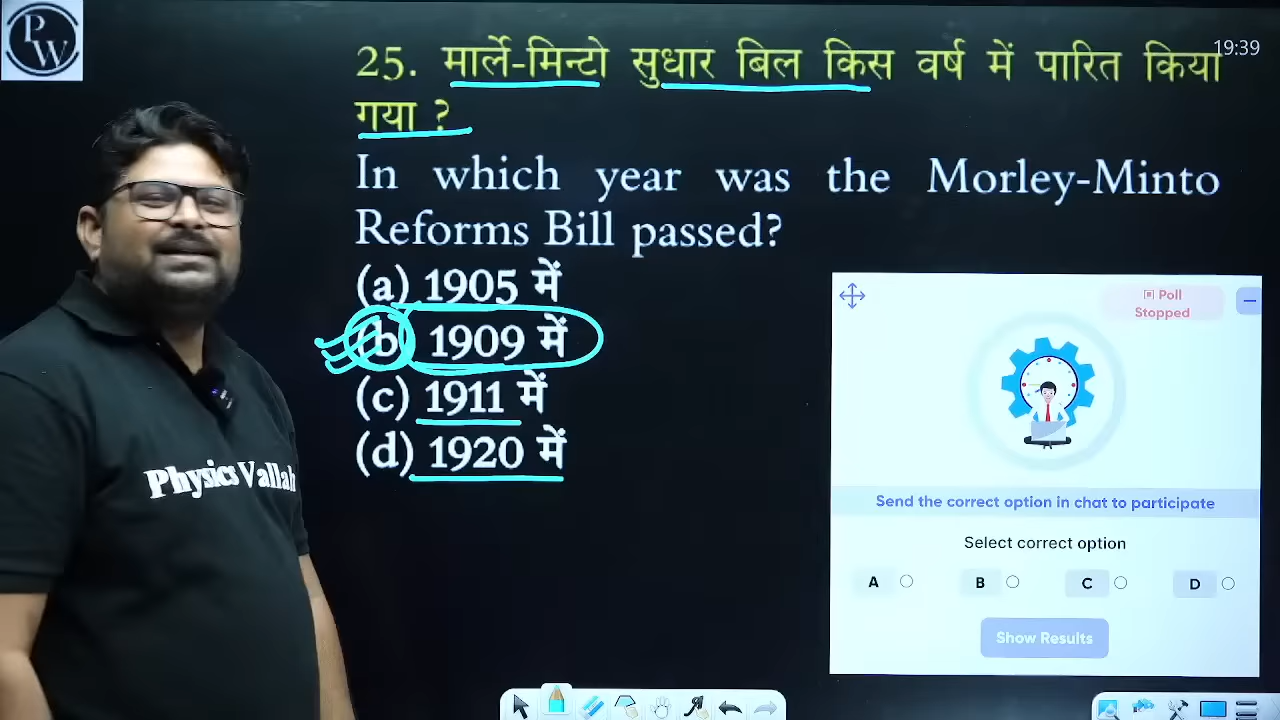 PW
19:39
25. मार्ले-मिन्टो सुधार बिल किस वर्ष में पारित किया
गया ?
In which year was the Morley-Minto
Reforms Bill passed?
(a) 1905 में
(b) 1909 में
(c) 1911 में
(d) 1920 में
Physics Wallah
Poll
Stopped
Send the correct option in chat to participate
Select correct option
A
B
C
D
Show Results